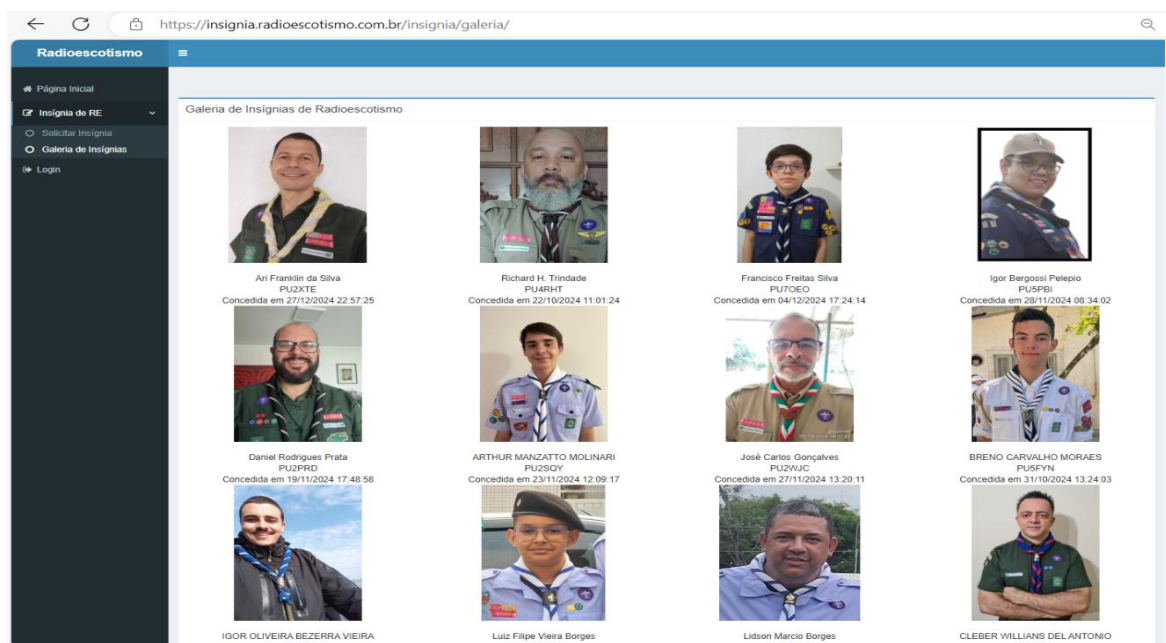 https://insignia.radioescotismo.com.br/insignia/galeria/
Radioescotismo
Página Inicial
Insígnia de RE
Solicitar Insígnia
Galeria de Insígnias
Login
Galeria de Insígnias de Radioescotismo
Ari Franklin da Silva
PU2XTE
Concedida em 27/12/2024 22:57:25
Richard H. Trindade
PU4RHT
Concedida em 22/10/2024 11:01:24
Francisco Freitas Silva
PU7OEO
Concedida em 04/12/2024 17:24:14
Igor Bergossi Pelepio
PU5PBI
Concedida em 28/11/2024 08:34:02
Daniel Rodrigues Prata
PU2PRD
Concedida em 19/11/2024 17:48:58
ARTHUR MANZATTO MOLINARI
PU2SQY
Concedida em 23/11/2024 12:09:17
Josè Carlos Gonçalves
PU2WJC
Concedida em 27/11/2024 13:20:11
BRENO CARVALHO MORAES
PU5FYN
Concedida em 31/10/2024 13:24:03
IGOR OLIVEIRA BEZERRA VIEIRA
Luiz Filipe Vieira Borges
Lidson Marcio Borges
CLEBER WILLIANS DEL ANTONIO